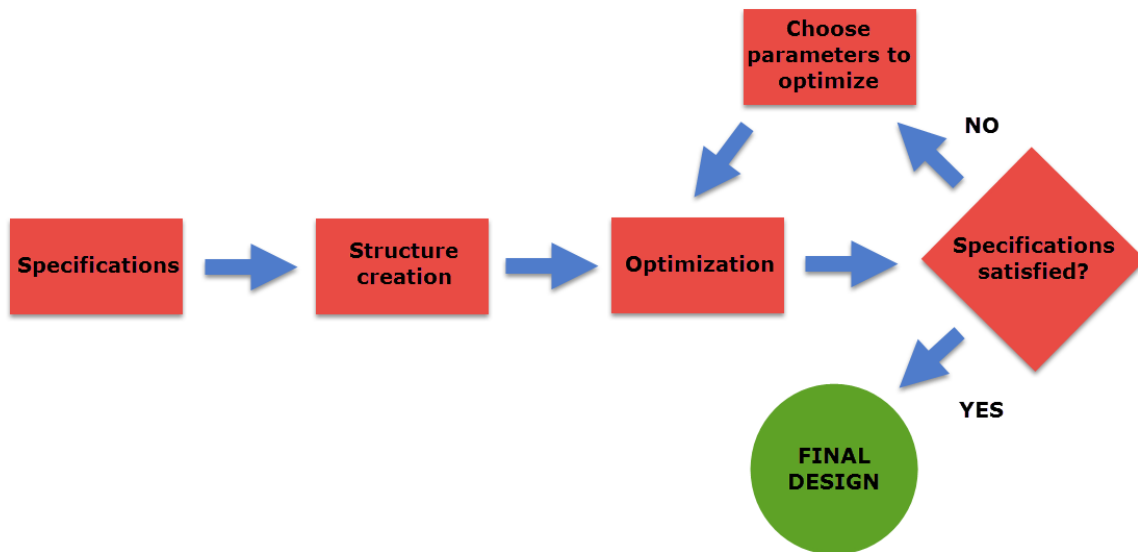 Choose
parameters to
optimize
NO
Specifications
Structure
creation
Optimization
Specifications
satisfied?
YES
FINAL
DESIGN